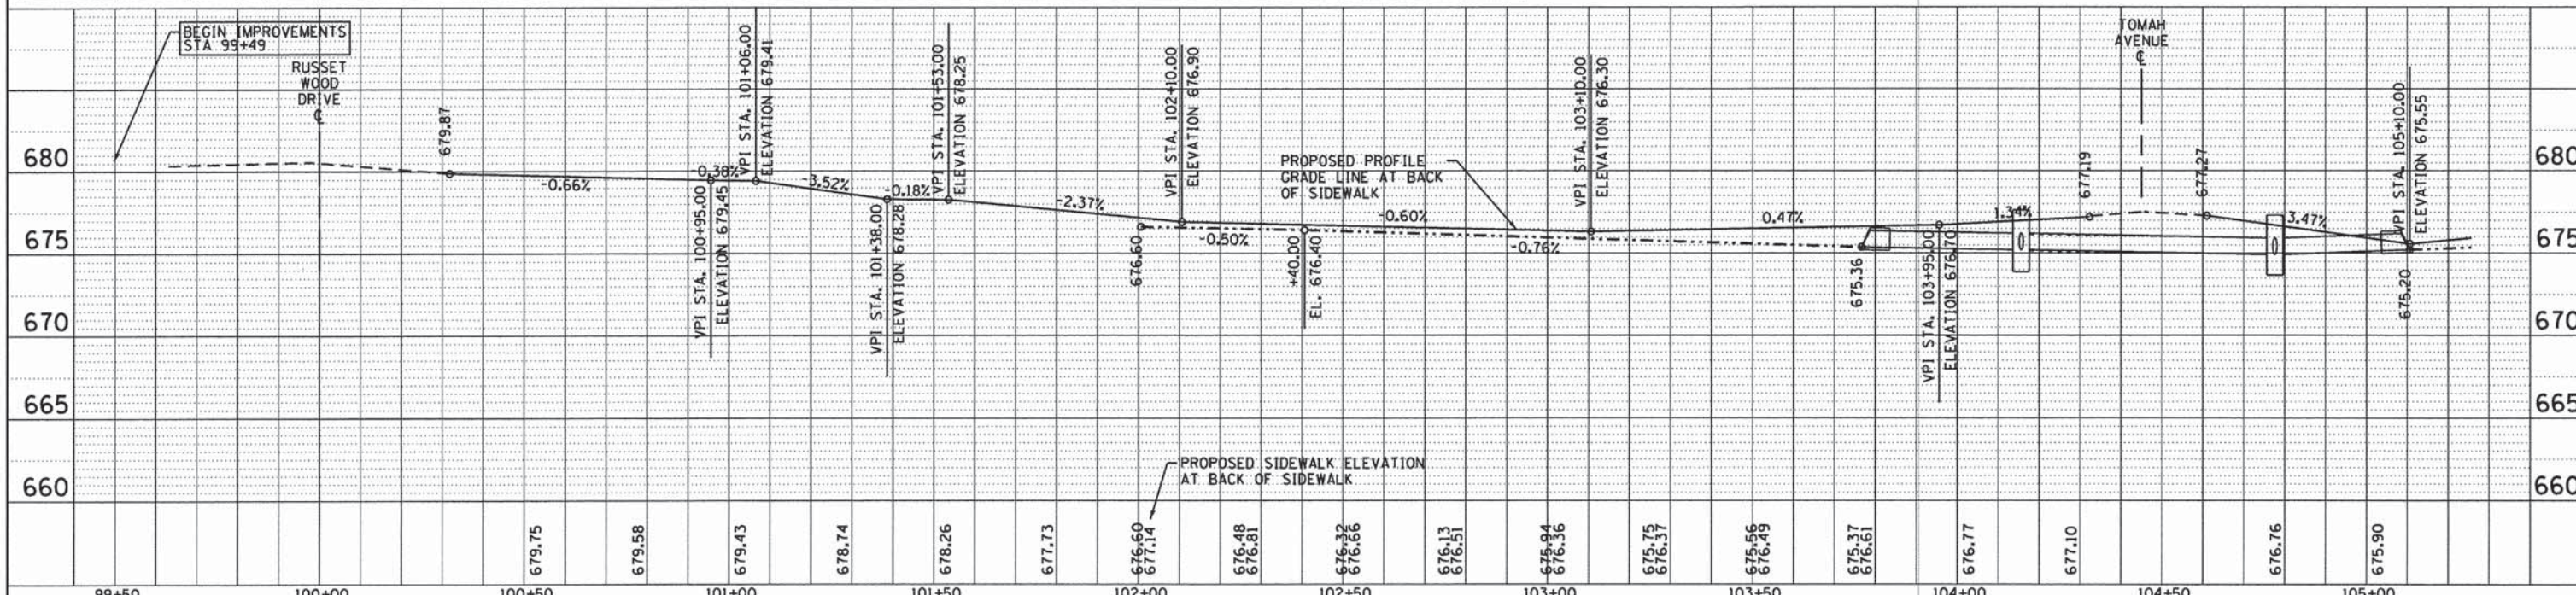 BEGIN IMPROVEMENTS
STA 99+49
RUSSET
WOOD
DRIVE
℄
679.87
-0.66%
-0.38%
VPI STA. 100+95.00
ELEVATION 679.45
VPI STA. 101+06.00
ELEVATION 679.41
-3.52%
VPI STA. 101+38.00
ELEVATION 678.28
-0.18%
VPI STA. 101+53.00
ELEVATION 678.25
-2.37%
676.60
VPI STA. 102+10.00
ELEVATION 676.90
-0.50%
+40.00
EL. 676.40
PROPOSED PROFILE
GRADE LINE AT BACK
OF SIDEWALK
-0.60%
-0.76%
VPI STA. 103+10.00
ELEVATION 676.30
0.47%
675.36
VPI STA. 103+95.00
ELEVATION 676.70
1.34%
677.19
TOMAH
AVENUE
℄
677.27
3.47%
VPI STA. 105+10.00
ELEVATION 675.55
675.20
680
675
670
665
660
680
675
670
665
660
PROPOSED SIDEWALK ELEVATION
AT BACK OF SIDEWALK
679.75
679.58
679.43
678.74
678.26
677.73
676.60
677.14
676.48
676.81
676.32
676.66
676.13
676.51
675.94
676.36
675.75
676.37
675.56
676.49
675.37
676.61
676.77
677.10
676.76
675.90
99+50
100+00
100+50
101+00
101+50
102+00
102+50
103+00
103+50
104+00
104+50
105+00